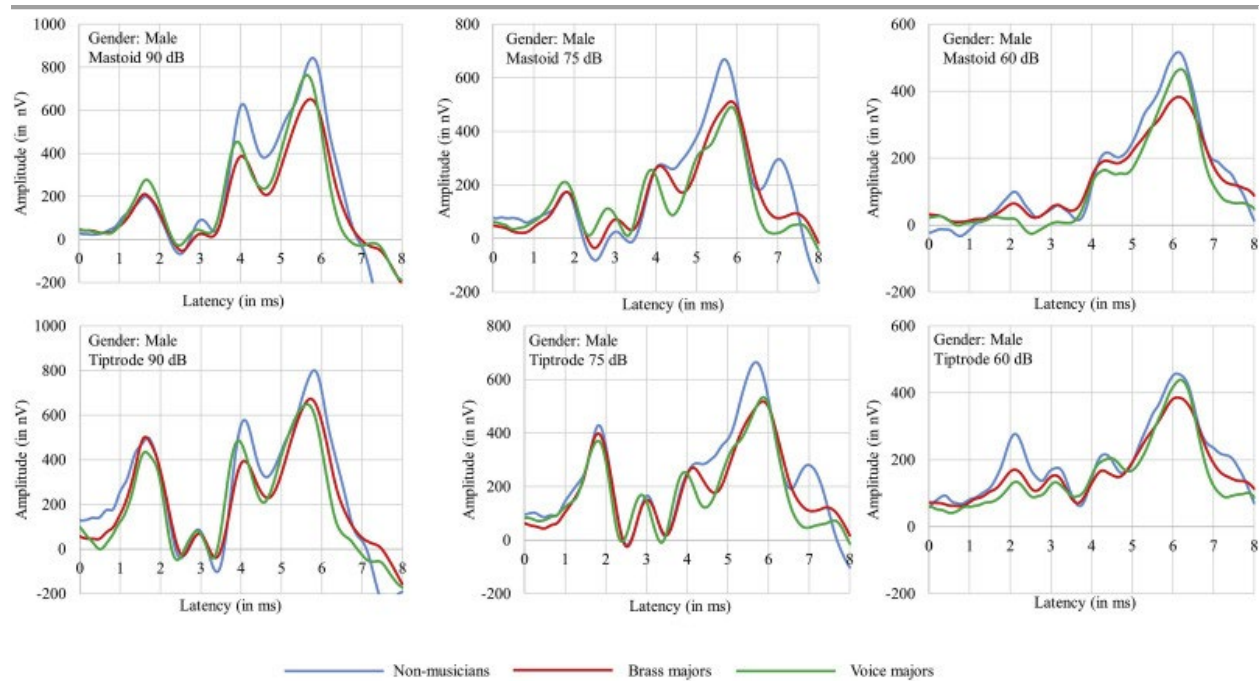 Gender: Male
Mastoid 90 dB
1000
800
600
400
200
0
-200
0 1 2 3 4 5 6 7 8
Amplitude (in nV)
Latency (in ms)
Gender: Male
Mastoid 75 dB
800
600
400
200
0
-200
0 1 2 3 4 5 6 7 8
Amplitude (in nV)
Latency (in ms)
Gender: Male
Mastoid 60 dB
600
400
200
0
-200
0 1 2 3 4 5 6 7 8
Amplitude (in nV)
Latency (in ms)
Gender: Male
Tiptrode 90 dB
1000
800
600
400
200
0
-200
0 1 2 3 4 5 6 7 8
Amplitude (in nV)
Latency (in ms)
Gender: Male
Tiptrode 75 dB
800
600
400
200
0
-200
0 1 2 3 4 5 6 7 8
Amplitude (in nV)
Latency (in ms)
Gender: Male
Tiptrode 60 dB
600
400
200
0
-200
0 1 2 3 4 5 6 7 8
Amplitude (in nV)
Latency (in ms)
Non-musicians Brass majors Voice majors